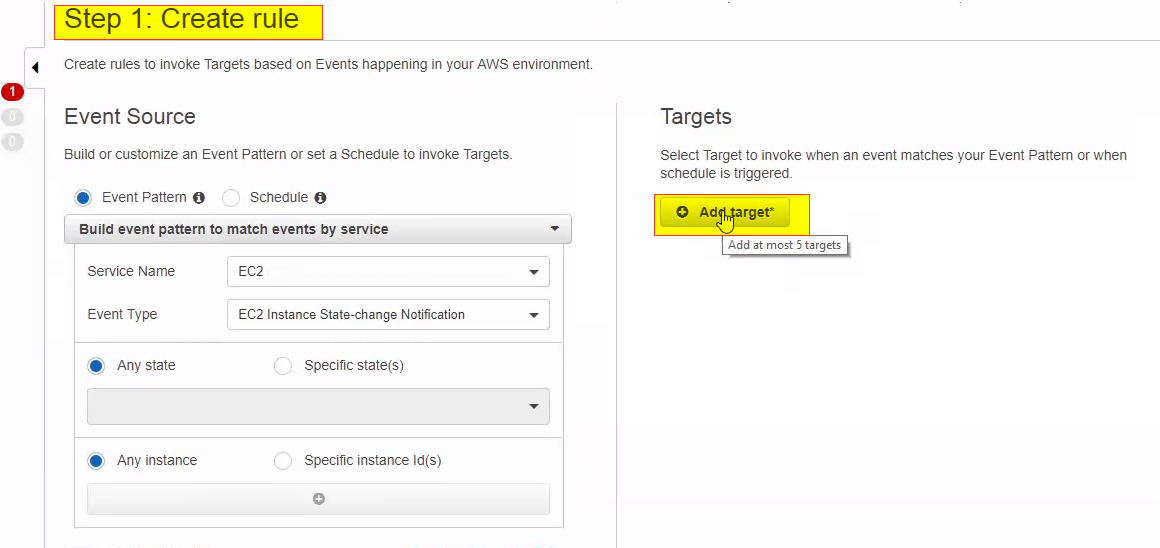 Step 1: Create rule
Create rules to invoke Targets based on Events happening in your AWS environment.
1
0
0
Event Source
Build or customize an Event Pattern or set a Schedule to invoke Targets.
Event Pattern
Schedule
Build event pattern to match events by service
Service Name
EC2
Event Type
EC2 Instance State-change Notification
Any state
Specific state(s)
Any instance
Specific instance Id(s)
Targets
Select Target to invoke when an event matches your Event Pattern or when
schedule is triggered.
Add target*
Add at most 5 targets